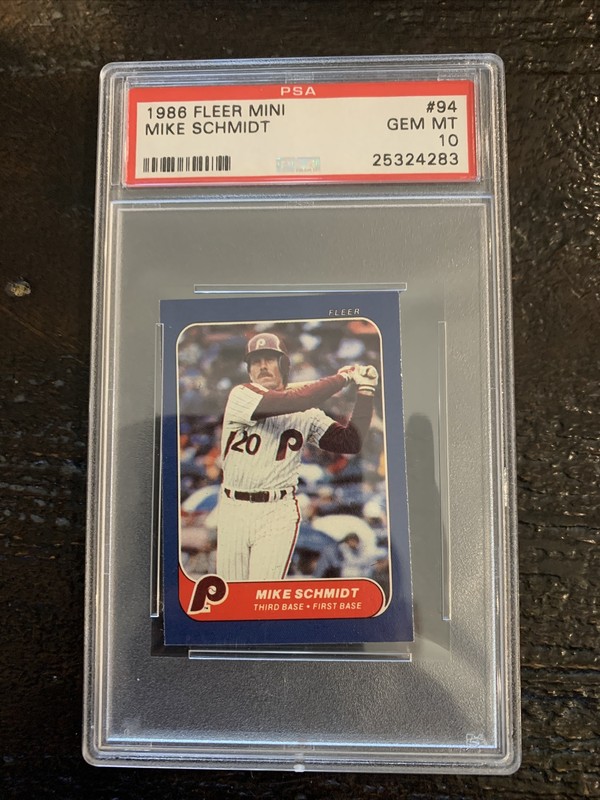 PSA
1986 FLEER MINI #94
MIKE SCHMIDT GEM MT
10
25324283
FLEER
P
20 P
P
MIKE SCHMIDT
THIRD BASE • FIRST BASE